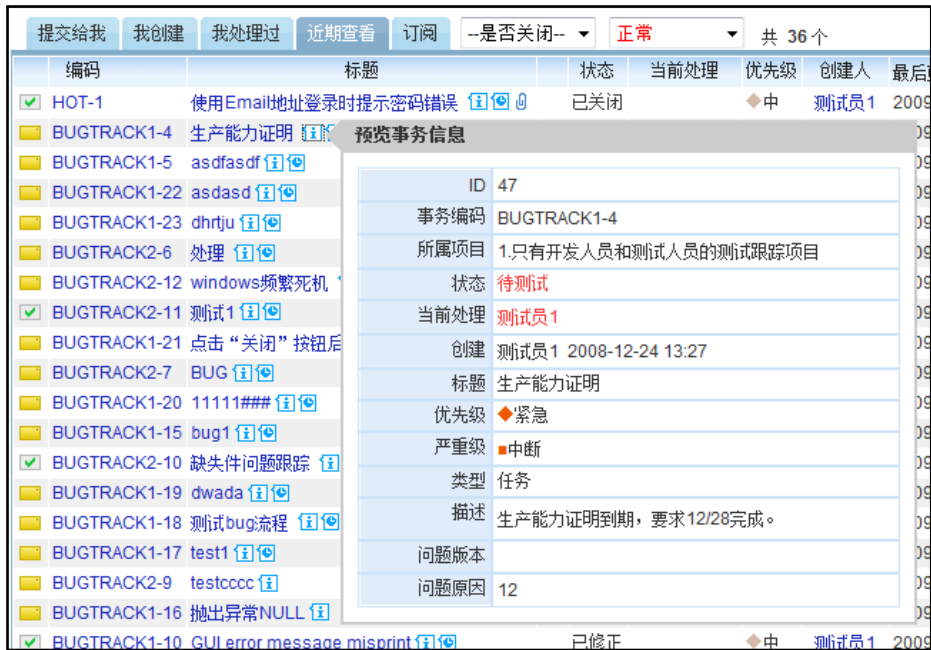 提交给我 我创建 我处理过 近期查看 订阅 --是否关闭-- 正常 共 36 个
编码 标题 状态 当前处理 优先级 创建人
HOT-1 使用Email地址登录时提示密码错误 已关闭 中 测试员1 2009
BUGTRACK1-4 生产能力证明 预览事务信息
BUGTRACK1-5 asdfasdf
ID 47
BUGTRACK1-22 asdasd
事务编码 BUGTRACK1-4
BUGTRACK1-23 dhrtju
所属项目 1.只有开发人员和测试人员的测试跟踪项目
BUGTRACK2-6 处理
状态 待测试
BUGTRACK2-12 windows频繁死机
当前处理 测试员1
BUGTRACK2-11 测试1
创建 测试员1 2008-12-24 13:27
BUGTRACK1-21 点击“关闭”按钮后
标题 生产能力证明
BUGTRACK2-7 BUG
优先级 紧急
BUGTRACK1-20 11111###
严重级 中断
BUGTRACK1-15 bug1
类型 任务
BUGTRACK2-10 缺失件问题跟踪
描述 生产能力证明到期，要求12/28完成。
BUGTRACK1-19 dwada
BUGTRACK1-18 测试bug流程
问题版本
BUGTRACK1-17 test1
问题原因 12
BUGTRACK2-9 testcccc
BUGTRACK1-16 抛出异常NULL
BUGTRACK1-10 GUI error message misprint 已修正 中 测试员1 2009